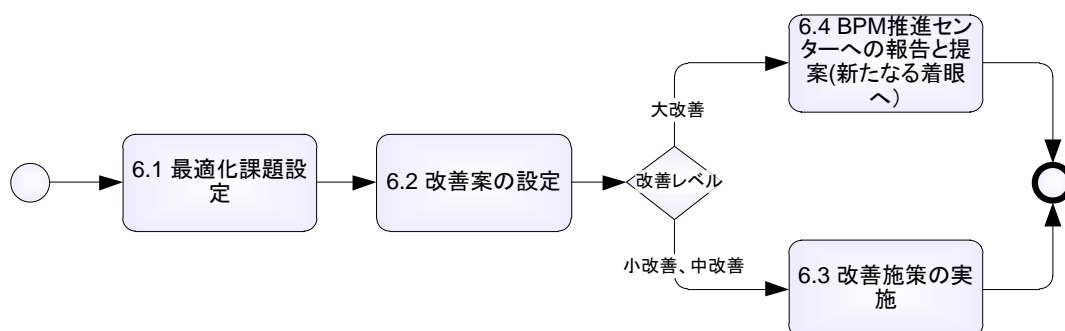 6.1 最適化課題設
定
6.2 改善案の設定
改善レベル
大改善
6.4 BPM推進セン
ターへの報告と提
案(新たなる着眼
へ）
小改善、中改善
6.3 改善施策の実
施